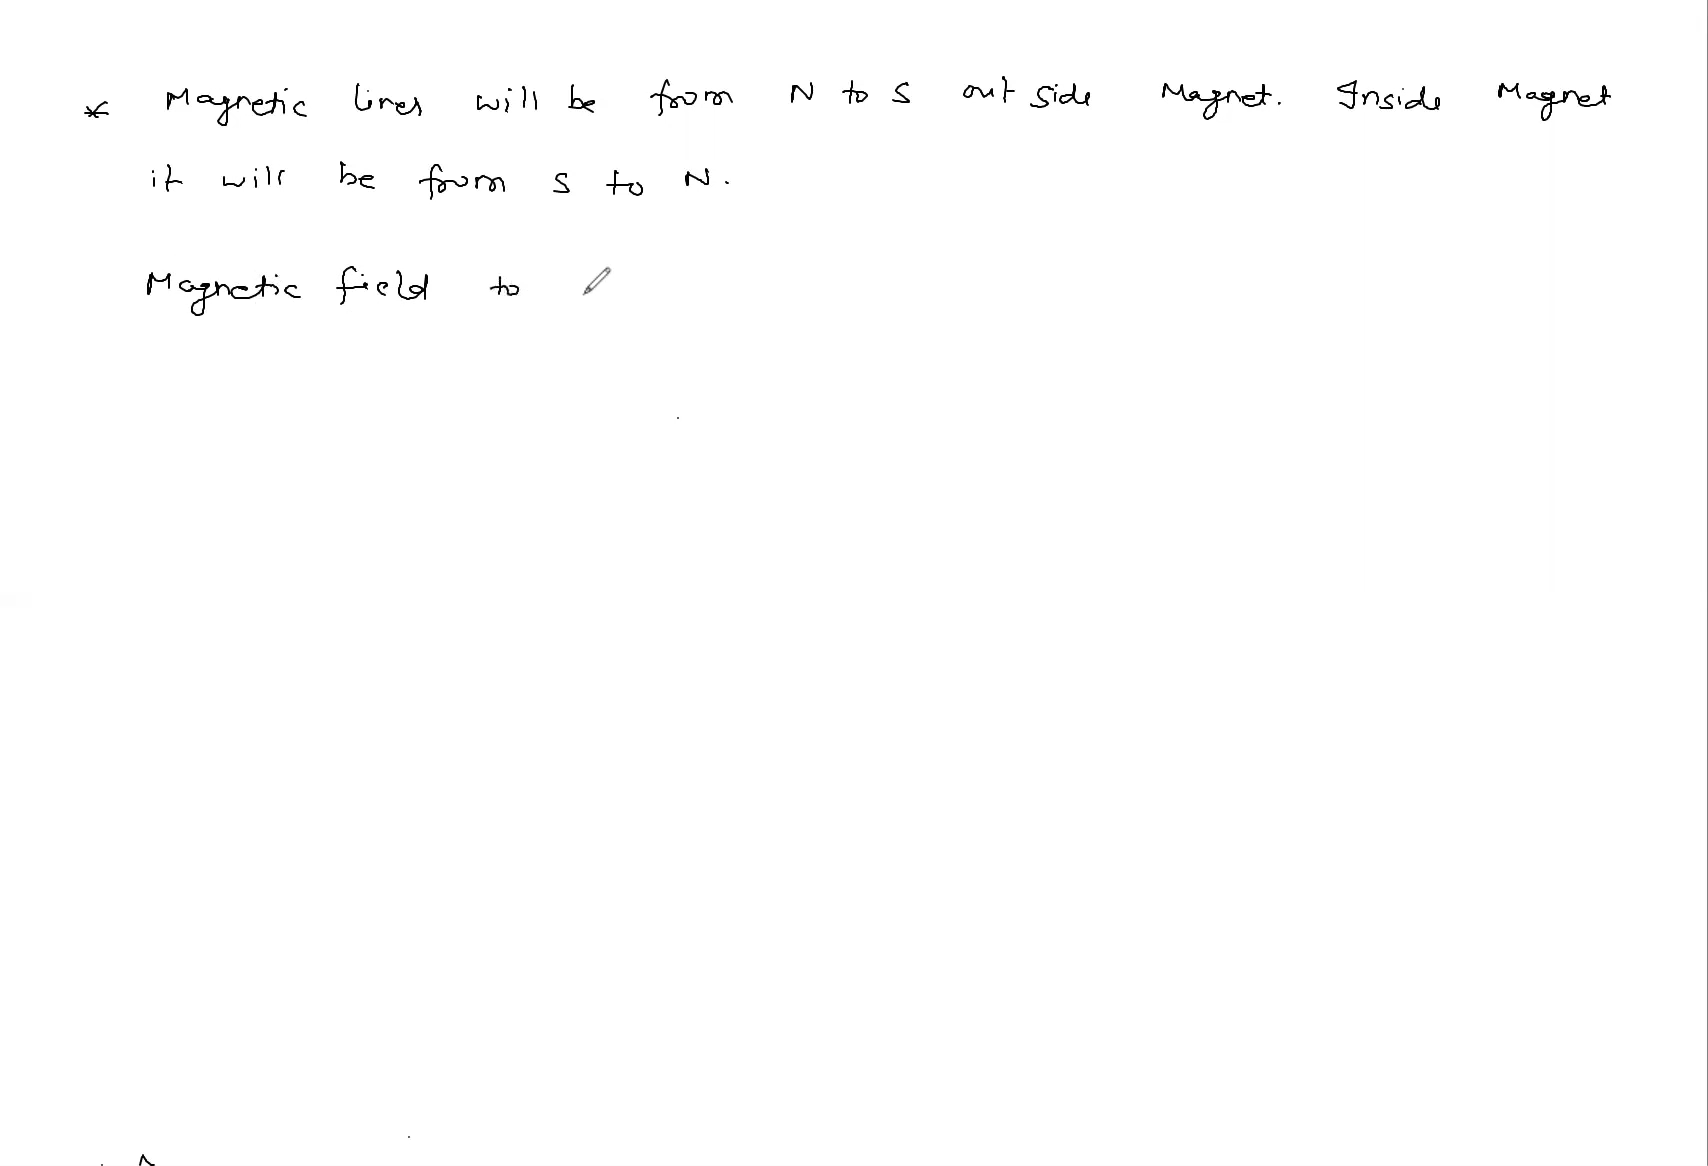 * Magnetic lines will be from N to S out side Magnet. Inside Magnet
it will be from S to N.
Magnetic field to